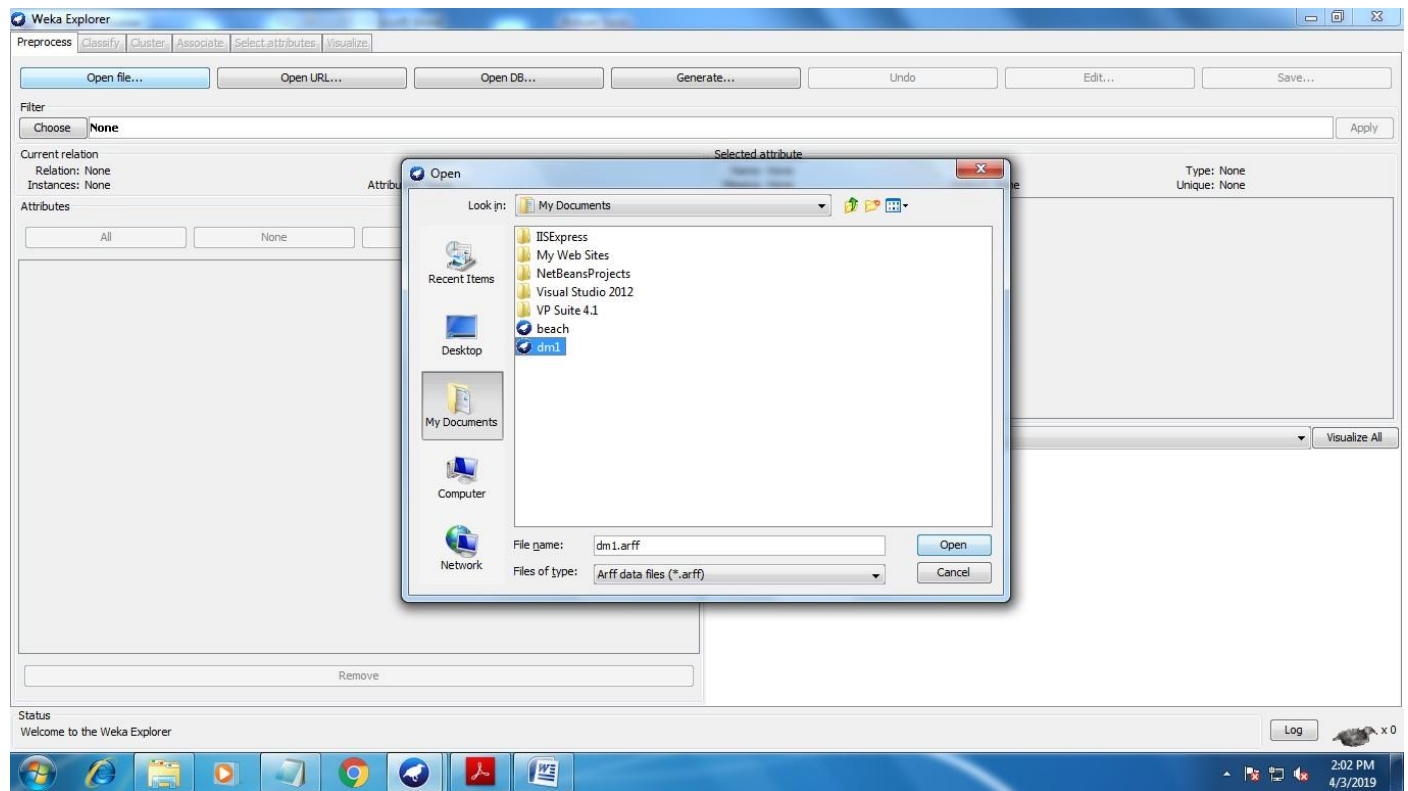 Weka Explorer
Preprocess Classify Cluster Associate Select attributes Visualize
Open file... Open URL... Open DB... Generate... Undo Edit... Save...
Filter
Choose None Apply
Current relation
Relation: None
Instances: None Attribu
Selected attribute
Type: None
Unique: None
Attributes
All None
Open
Look in: My Documents
Recent Items
Desktop
My Documents
Computer
Network
IISExpress
My Web Sites
NetBeansProjects
Visual Studio 2012
VP Suite 4.1
beach
dm1
File name: dm1.arff Open
Files of type: Arff data files (*.arff) Cancel
Visualize All
Remove
Status
Welcome to the Weka Explorer
Log x 0
2:02 PM
4/3/2019